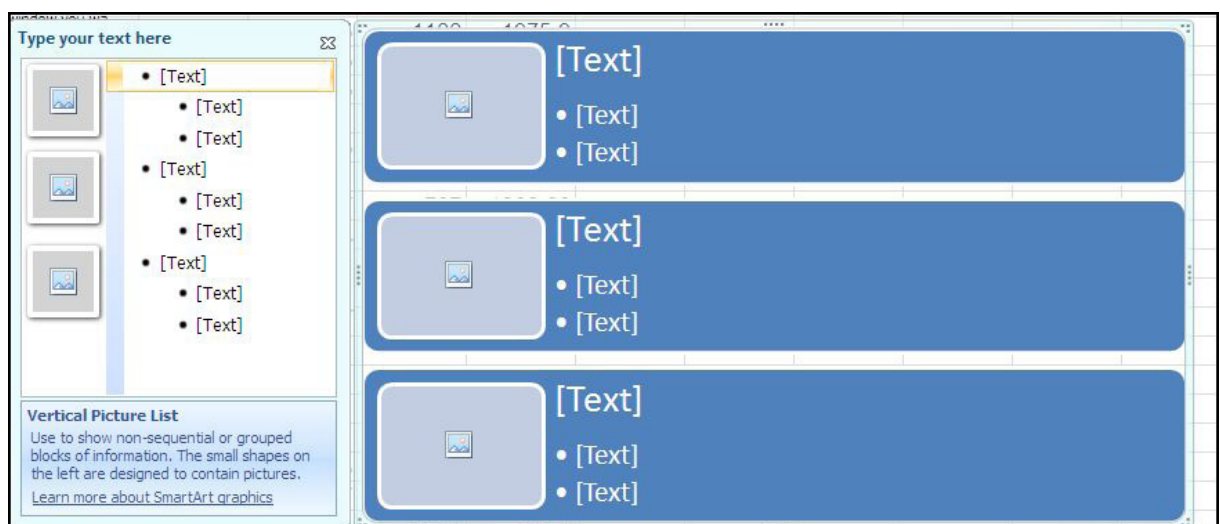 Type your text here
• [Text]
• [Text]
• [Text]
• [Text]
• [Text]
• [Text]
• [Text]
• [Text]
• [Text]
Vertical Picture List
Use to show non-sequential or grouped
blocks of information. The small shapes on
the left are designed to contain pictures.
Learn more about SmartArt graphics
[Text]
• [Text]
• [Text]
[Text]
• [Text]
• [Text]
[Text]
• [Text]
• [Text]